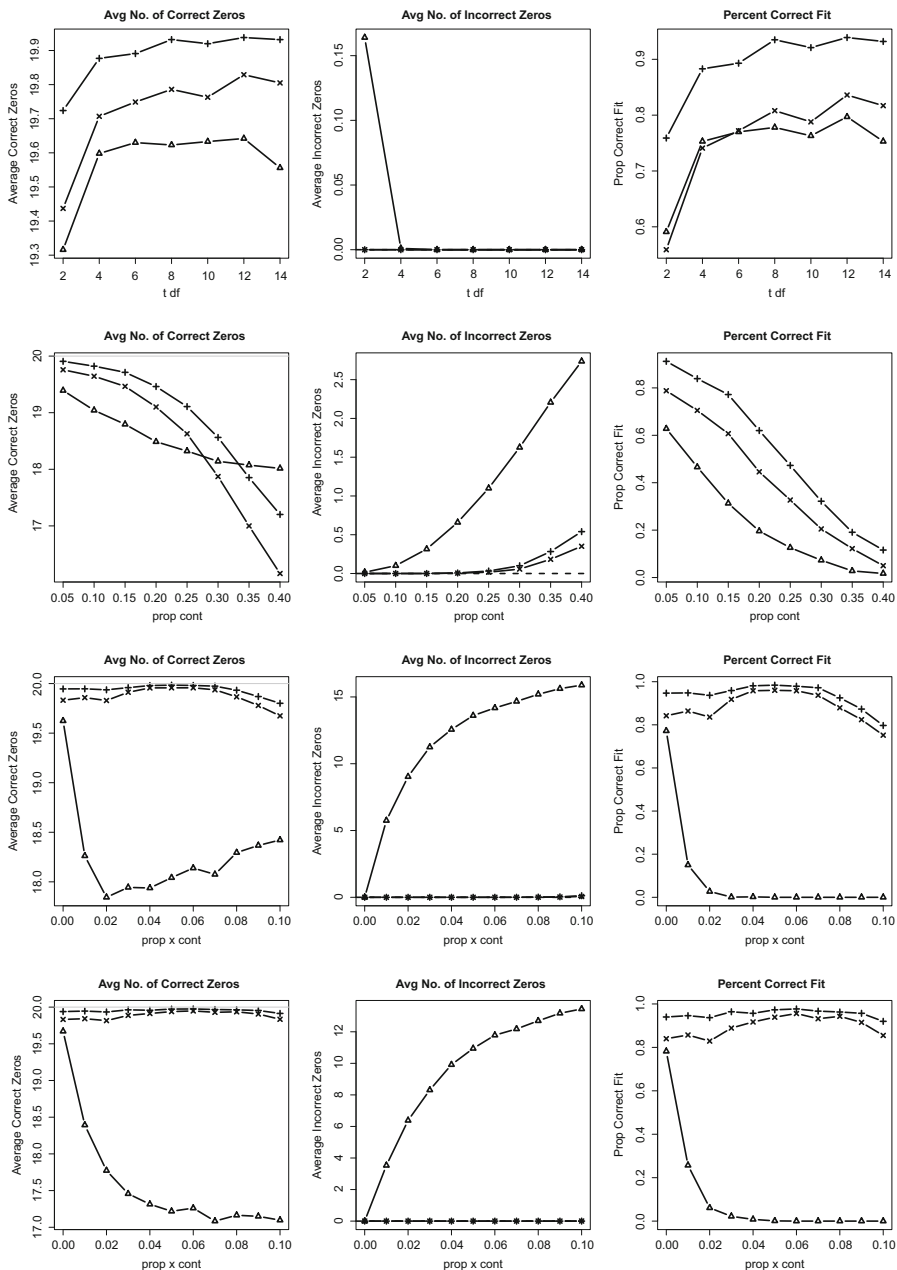 Avg No. of Correct Zeros
Average Correct Zeros
19.3 19.4 19.5 19.6 19.7 19.8 19.9
2 4 6 8 10 12 14
t df
Avg No. of Incorrect Zeros
Average Incorrect Zeros
0.00 0.05 0.10 0.15
2 4 6 8 10 12 14
t df
Percent Correct Fit
Prop Correct Fit
0.6 0.7 0.8 0.9
2 4 6 8 10 12 14
t df
Avg No. of Correct Zeros
Average Correct Zeros
17 18 19 20
0.05 0.10 0.15 0.20 0.25 0.30 0.35 0.40
prop cont
Avg No. of Incorrect Zeros
Average Incorrect Zeros
0.0 0.5 1.0 1.5 2.0 2.5
0.05 0.10 0.15 0.20 0.25 0.30 0.35 0.40
prop cont
Percent Correct Fit
Prop Correct Fit
0.0 0.2 0.4 0.6 0.8
0.05 0.10 0.15 0.20 0.25 0.30 0.35 0.40
prop cont
Avg No. of Correct Zeros
Average Correct Zeros
18.0 18.5 19.0 19.5 20.0
0.00 0.02 0.04 0.06 0.08 0.10
prop x cont
Avg No. of Incorrect Zeros
Average Incorrect Zeros
0 5 10 15
0.00 0.02 0.04 0.06 0.08 0.10
prop x cont
Percent Correct Fit
Prop Correct Fit
0.0 0.2 0.4 0.6 0.8 1.0
0.00 0.02 0.04 0.06 0.08 0.10
prop x cont
Avg No. of Correct Zeros
Average Correct Zeros
17.0 17.5 18.0 18.5 19.0 19.5 20.0
0.00 0.02 0.04 0.06 0.08 0.10
prop x cont
Avg No. of Incorrect Zeros
Average Incorrect Zeros
0 2 4 6 8 10 12
0.00 0.02 0.04 0.06 0.08 0.10
prop x cont
Percent Correct Fit
Prop Correct Fit
0.0 0.2 0.4 0.6 0.8 1.0
0.00 0.02 0.04 0.06 0.08 0.10
prop x cont